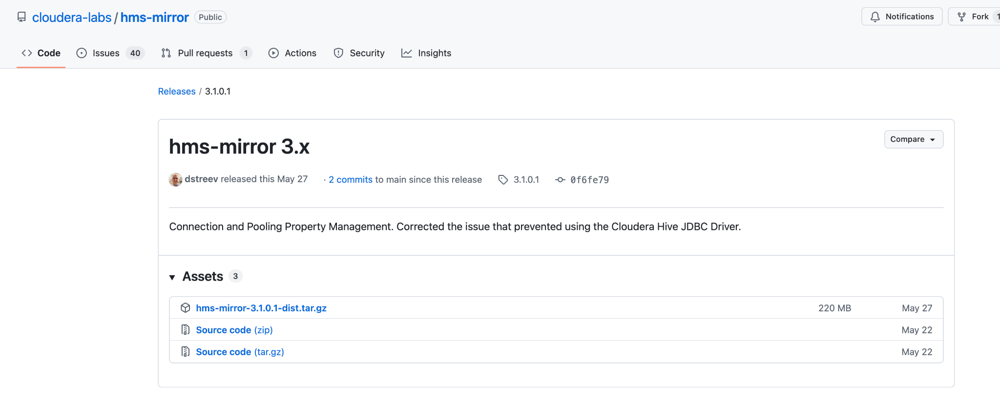 cloudera-labs / hms-mirror Public Notifications Fork 1
Code Issues 40 Pull requests 1 Actions Security Insights
Releases / 3.1.0.1
hms-mirror 3.x Compare
dstreev released this May 27 · 2 commits to main since this release 3.1.0.1 0f6fe79
Connection and Pooling Property Management. Corrected the issue that prevented using the Cloudera Hive JDBC Driver.
Assets 3
hms-mirror-3.1.0.1-dist.tar.gz 220 MB May 27
Source code (zip) May 22
Source code (tar.gz) May 22